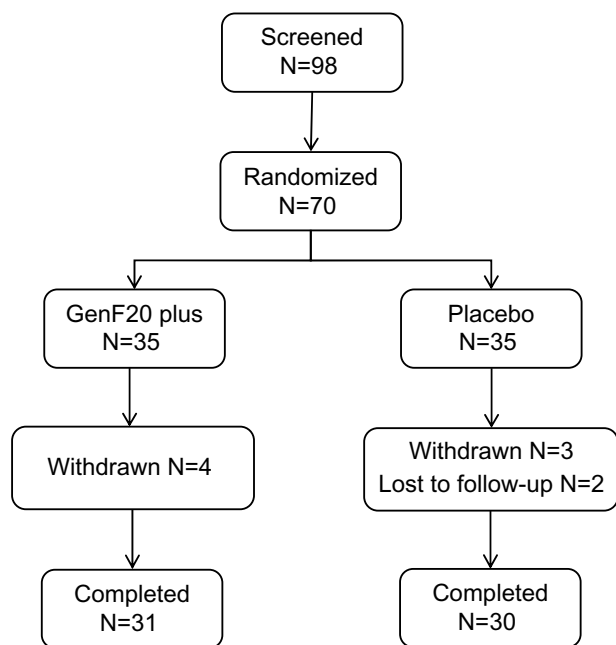 Screened
N=98
Randomized
N=70
GenF20 plus
N=35
Placebo
N=35
Withdrawn N=4
Withdrawn N=3
Lost to follow-up N=2
Completed
N=31
Completed
N=30